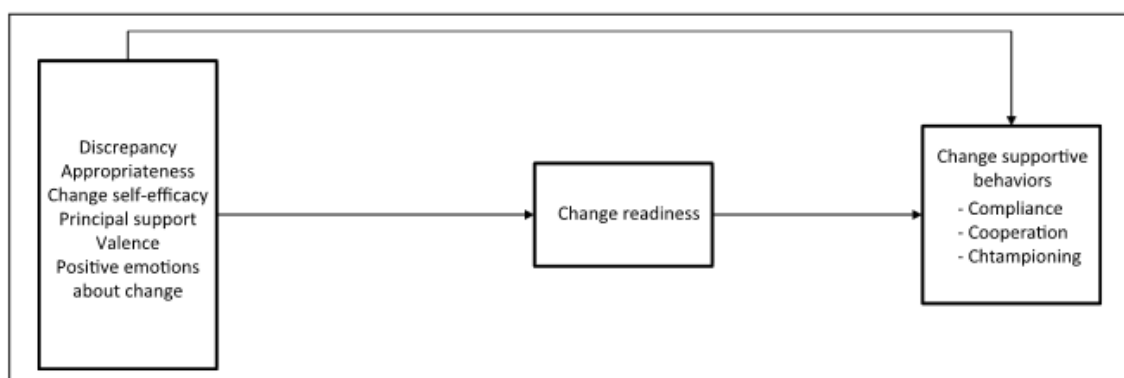 Discrepancy
Appropriateness
Change self-efficacy
Principal support
Valence
Positive emotions
about change
Change readiness
Change supportive
behaviors
- Compliance
- Cooperation
- Chtampioning